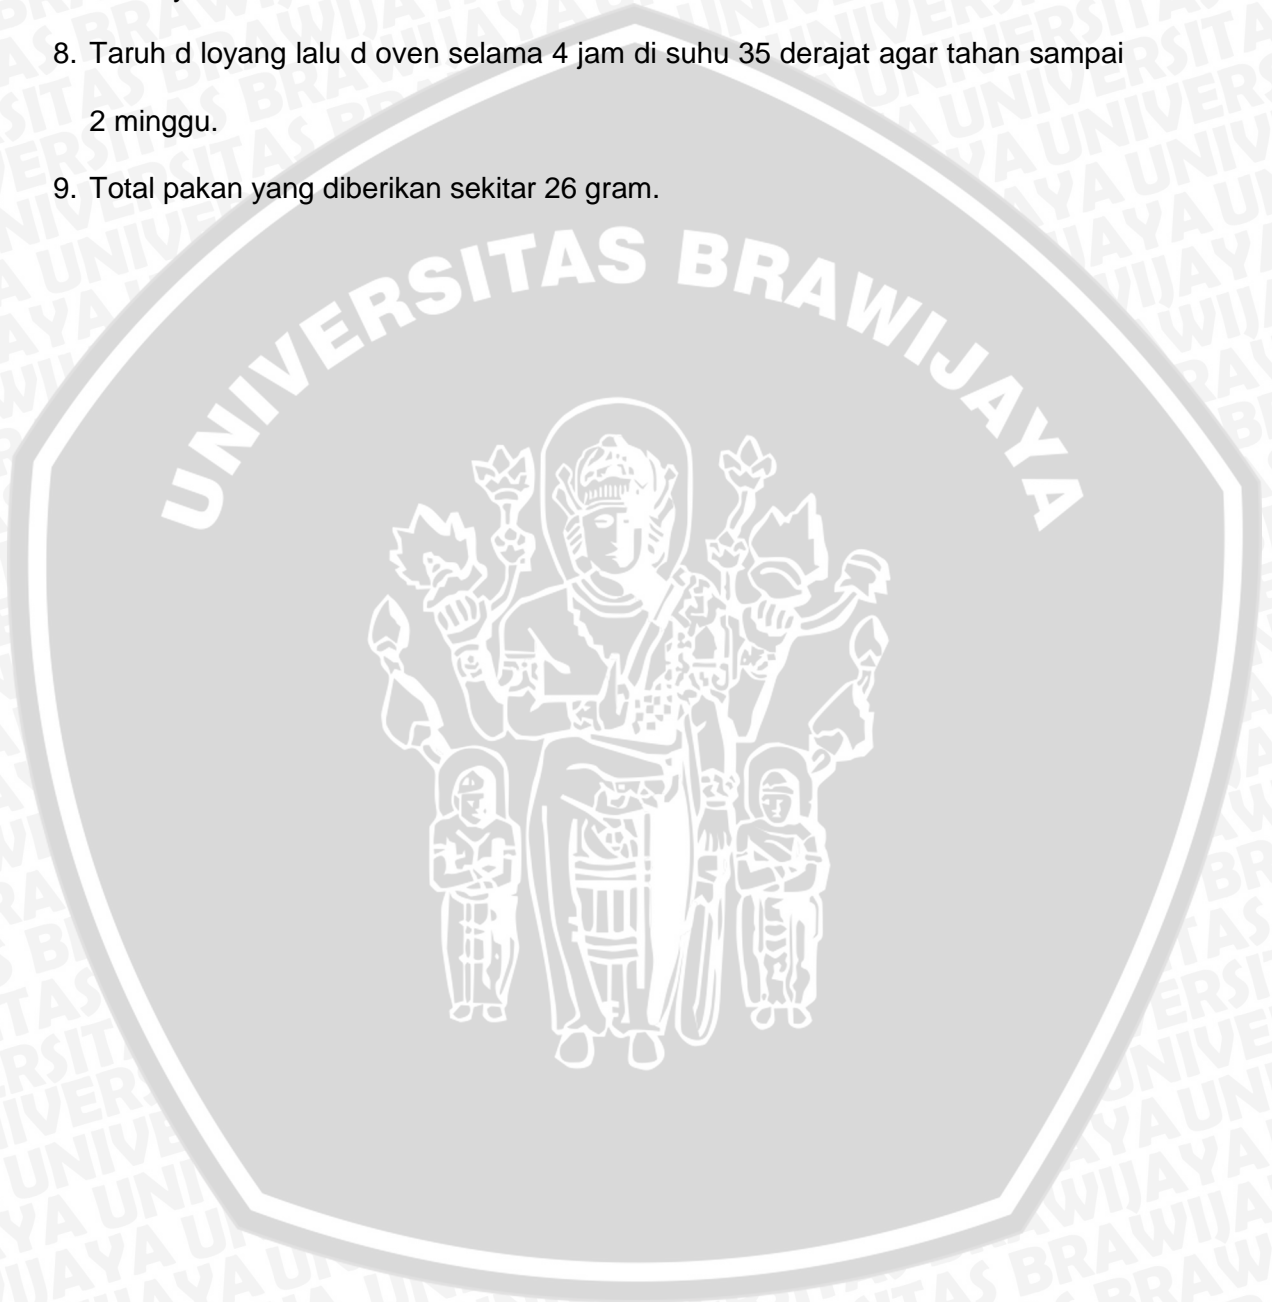 8. Taruh d loyang lalu d oven selama 4 jam di suhu 35 derajat agar tahan sampai
2 minggu.
9. Total pakan yang diberikan sekitar 26 gram.
UNIVERSITAS BRAWIJAYA